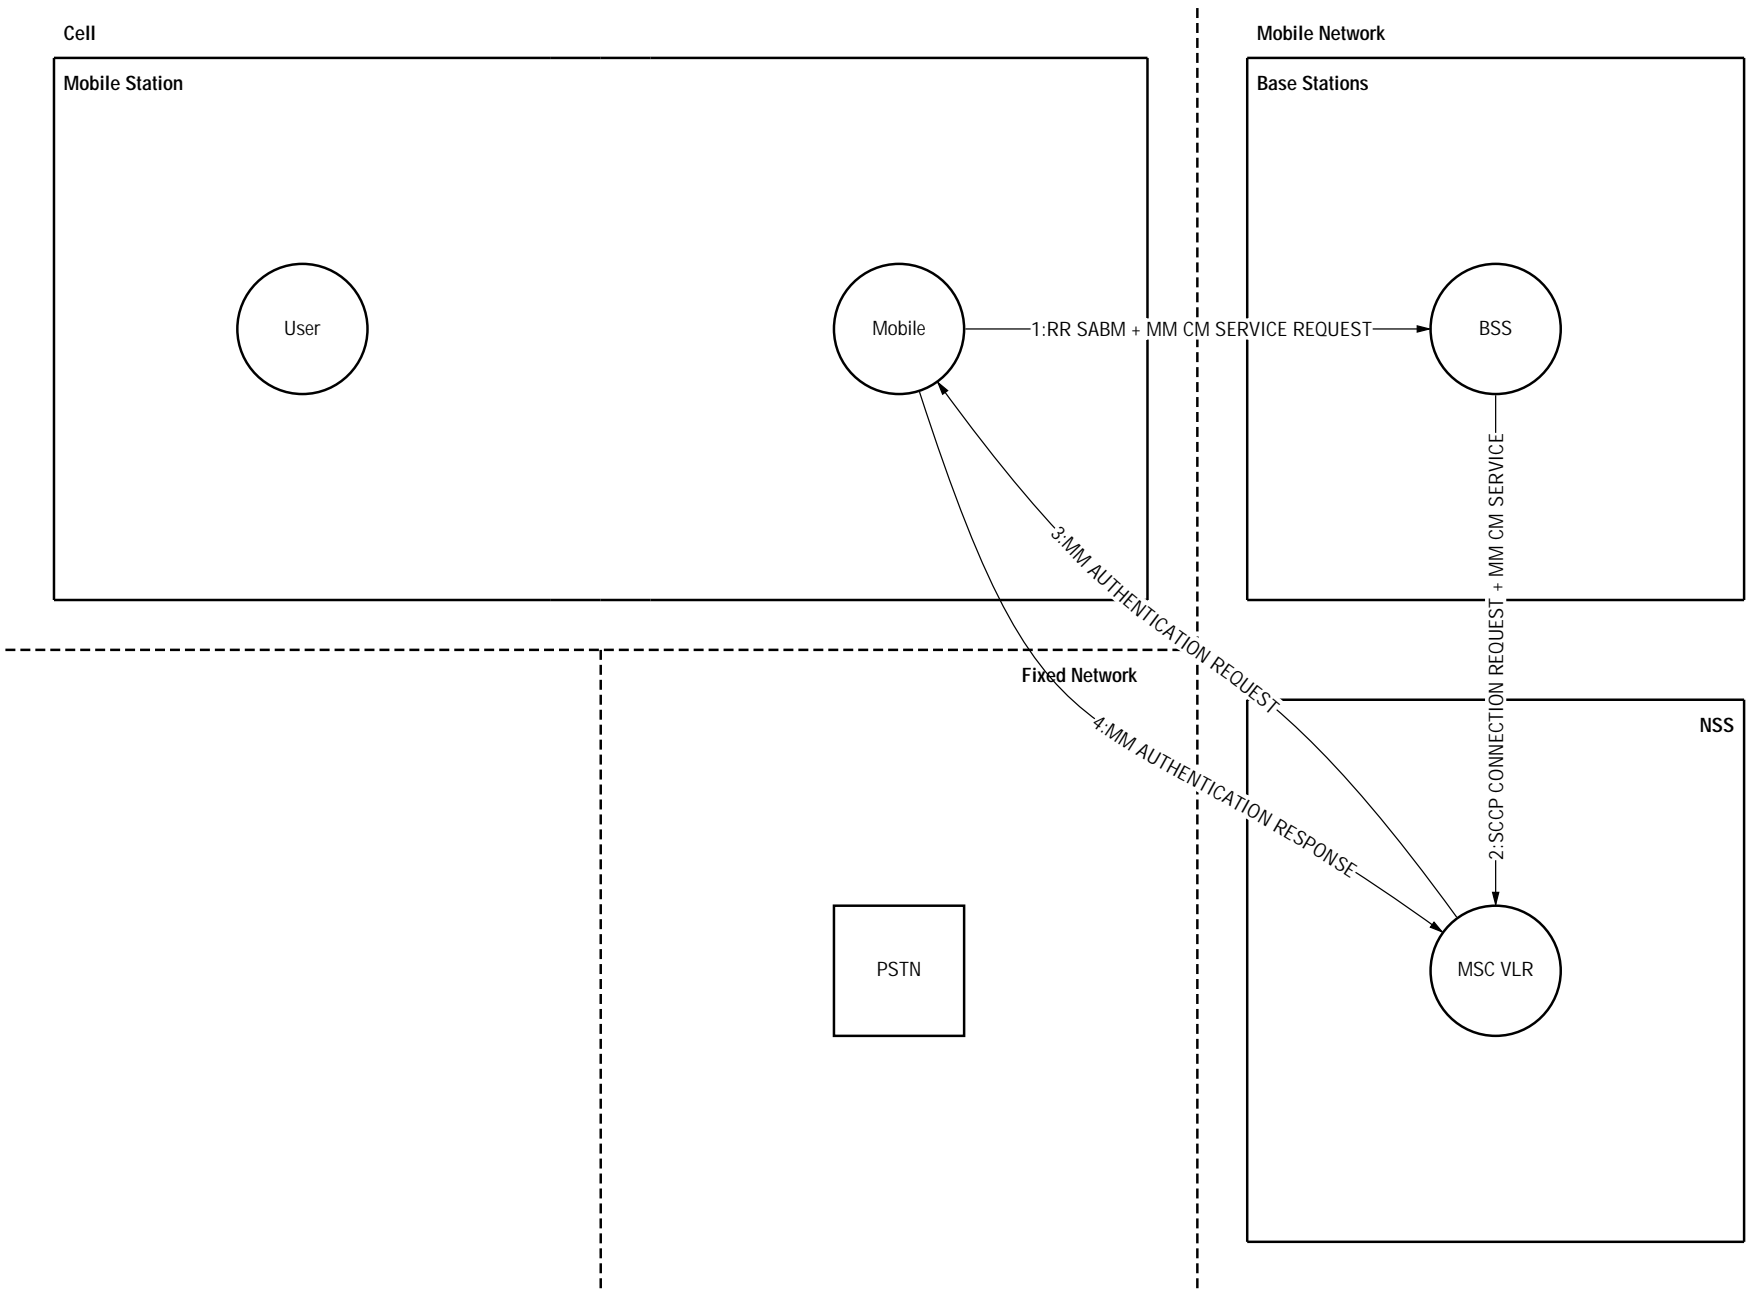 Cell
Mobile Network
Mobile Station
Base Stations
User
Mobile
1:RR SABM + MM CM SERVICE REQUEST
BSS
2:SCCP CONNECTION REQUEST + MM CM SERVICE
3:MM AUTHENTICATION REQUEST
Fixed Network
4:MM AUTHENTICATION RESPONSE
NSS
PSTN
MSC VLR